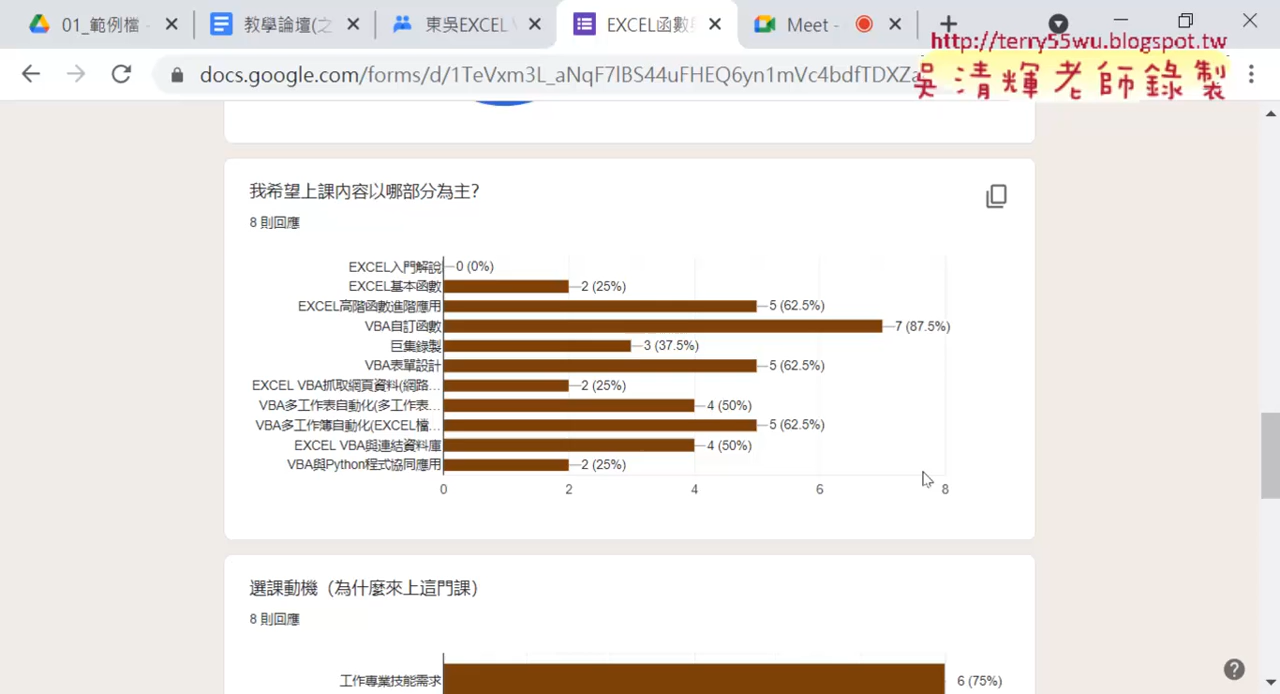 01_範例檔 -
教學論壇(之
東吳EXCEL V
EXCEL函數與
Meet -
http://terry55wu.blogspot.tw
docs.google.com/forms/d/1TeVxm3L_aNqF7lBS44uFHEQ6yn1mVc4bdfTDXZa
吳清輝老師錄製
我希望上課內容以哪部分為主?
8 則回應
EXCEL入門解說 0 (0%)
EXCEL基本函數 2 (25%)
EXCEL高階函數進階應用 5 (62.5%)
VBA自訂函數 7 (87.5%)
巨集錄製 3 (37.5%)
VBA表單設計 5 (62.5%)
EXCEL VBA抓取網頁資料(網路... 2 (25%)
VBA多工作表自動化(多工作表... 4 (50%)
VBA多工作簿自動化(EXCEL檔... 5 (62.5%)
EXCEL VBA與連結資料庫 4 (50%)
VBA與Python程式協同應用 2 (25%)
0 2 4 6 8
選課動機（為什麼來上這門課）
8 則回應
工作專業技能需求 6 (75%)